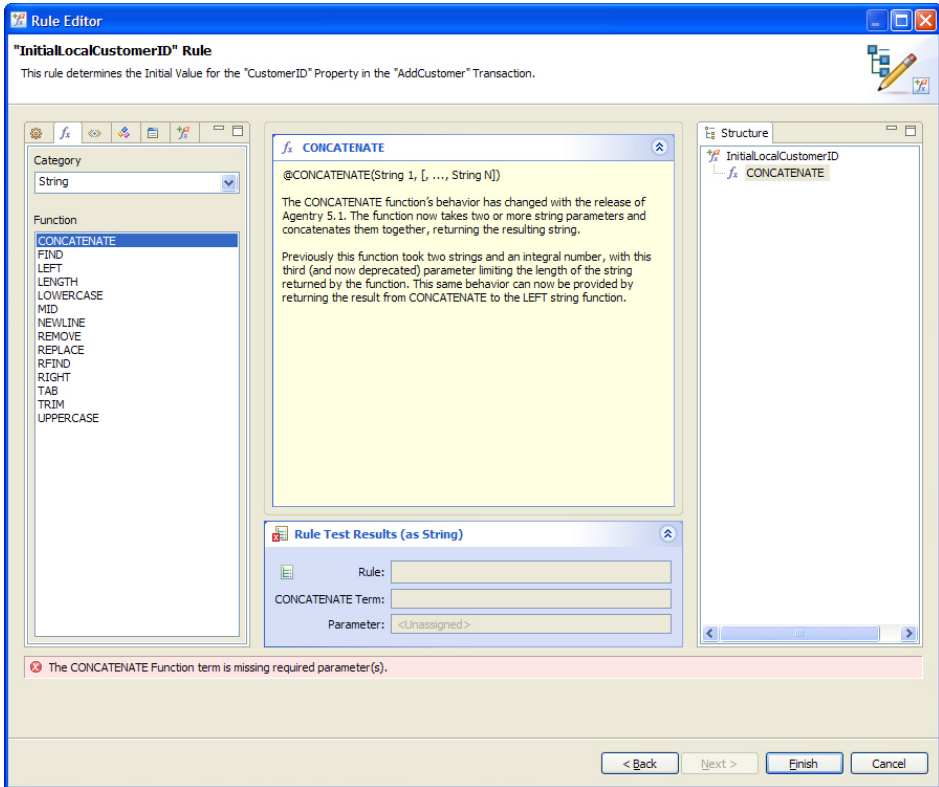 Rule Editor
"InitialLocalCustomerID" Rule
This rule determines the Initial Value for the "CustomerID" Property in the "AddCustomer" Transaction.
Category
String
Function
CONCATENATE
FIND
LEFT
LENGTH
LOWERCASE
MID
NEWLINE
REMOVE
REPLACE
RFIND
RIGHT
TAB
TRIM
UPPERCASE
CONCATENATE
@CONCATENATE(String 1, [, ..., String N])
The CONCATENATE function's behavior has changed with the release of
Agentry 5.1. The function now takes two or more string parameters and
concatenates them together, returning the resulting string.
Previously this function took two strings and an integral number, with this
third (and now deprecated) parameter limiting the length of the string
returned by the function. This same behavior can now be provided by
returning the result from CONCATENATE to the LEFT string function.
Rule Test Results (as String)
Rule:
CONCATENATE Term:
Parameter: <Unassigned>
Structure
InitialLocalCustomerID
CONCATENATE
The CONCATENATE Function term is missing required parameter(s).
< Back
Next >
Finish
Cancel